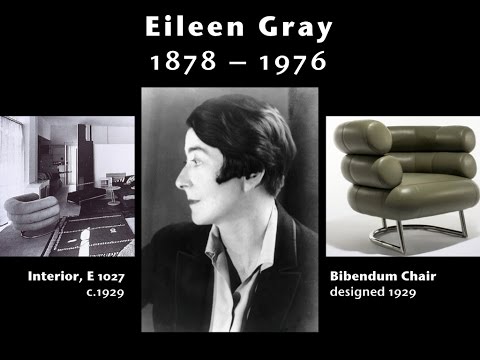 Eileen Gray
1878 – 1976
Interior, E 1027
c.1929
Bibendum Chair
designed 1929